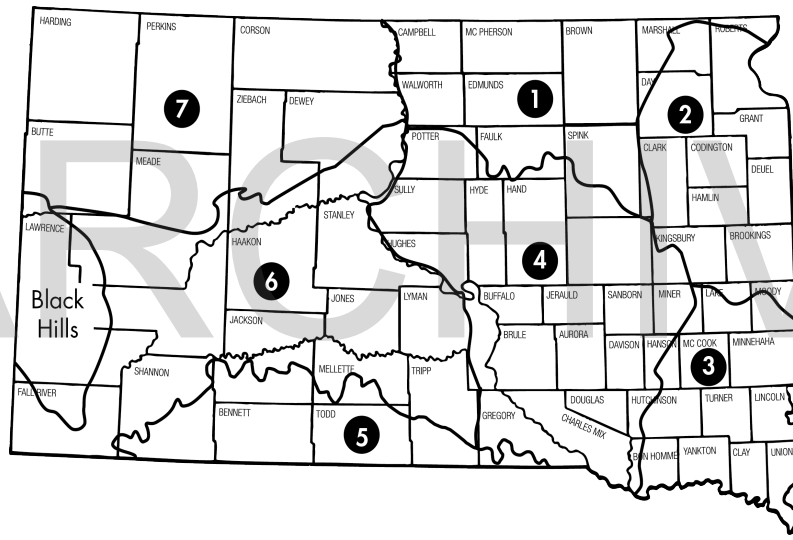 HARDING
PERKINS
CORSON
CAMPBELL
MC PHERSON
BROWN
MARSHALL
ROBERTS
WALWORTH
EDMUNDS
DAY
1
2
7
ZIEBACH
DEWEY
GRANT
BUTTE
POTTER
FAULK
SPINK
CLARK
CODINGTON
MEADE
DEUEL
SULLY
HYDE
HAND
HAMLIN
LAWRENCE
STANLEY
HAAKON
HUGHES
KINGSBURY
BROOKINGS
4
6
Black
Hills
JONES
LYMAN
BUFFALO
JERAULD
SANBORN
MINER
LAKE
MOODY
JACKSON
BRULE
AURORA
DAVISON
HANSON
MC COOK
MINNEHAHA
3
SHANNON
MELLETTE
TRIPP
FALL RIVER
DOUGLAS
HUTCHINSON
TURNER
LINCOLN
BENNETT
TODD
GREGORY
CHARLES MIX
5
BON HOMME
YANKTON
CLAY
UNION
ARCHIV